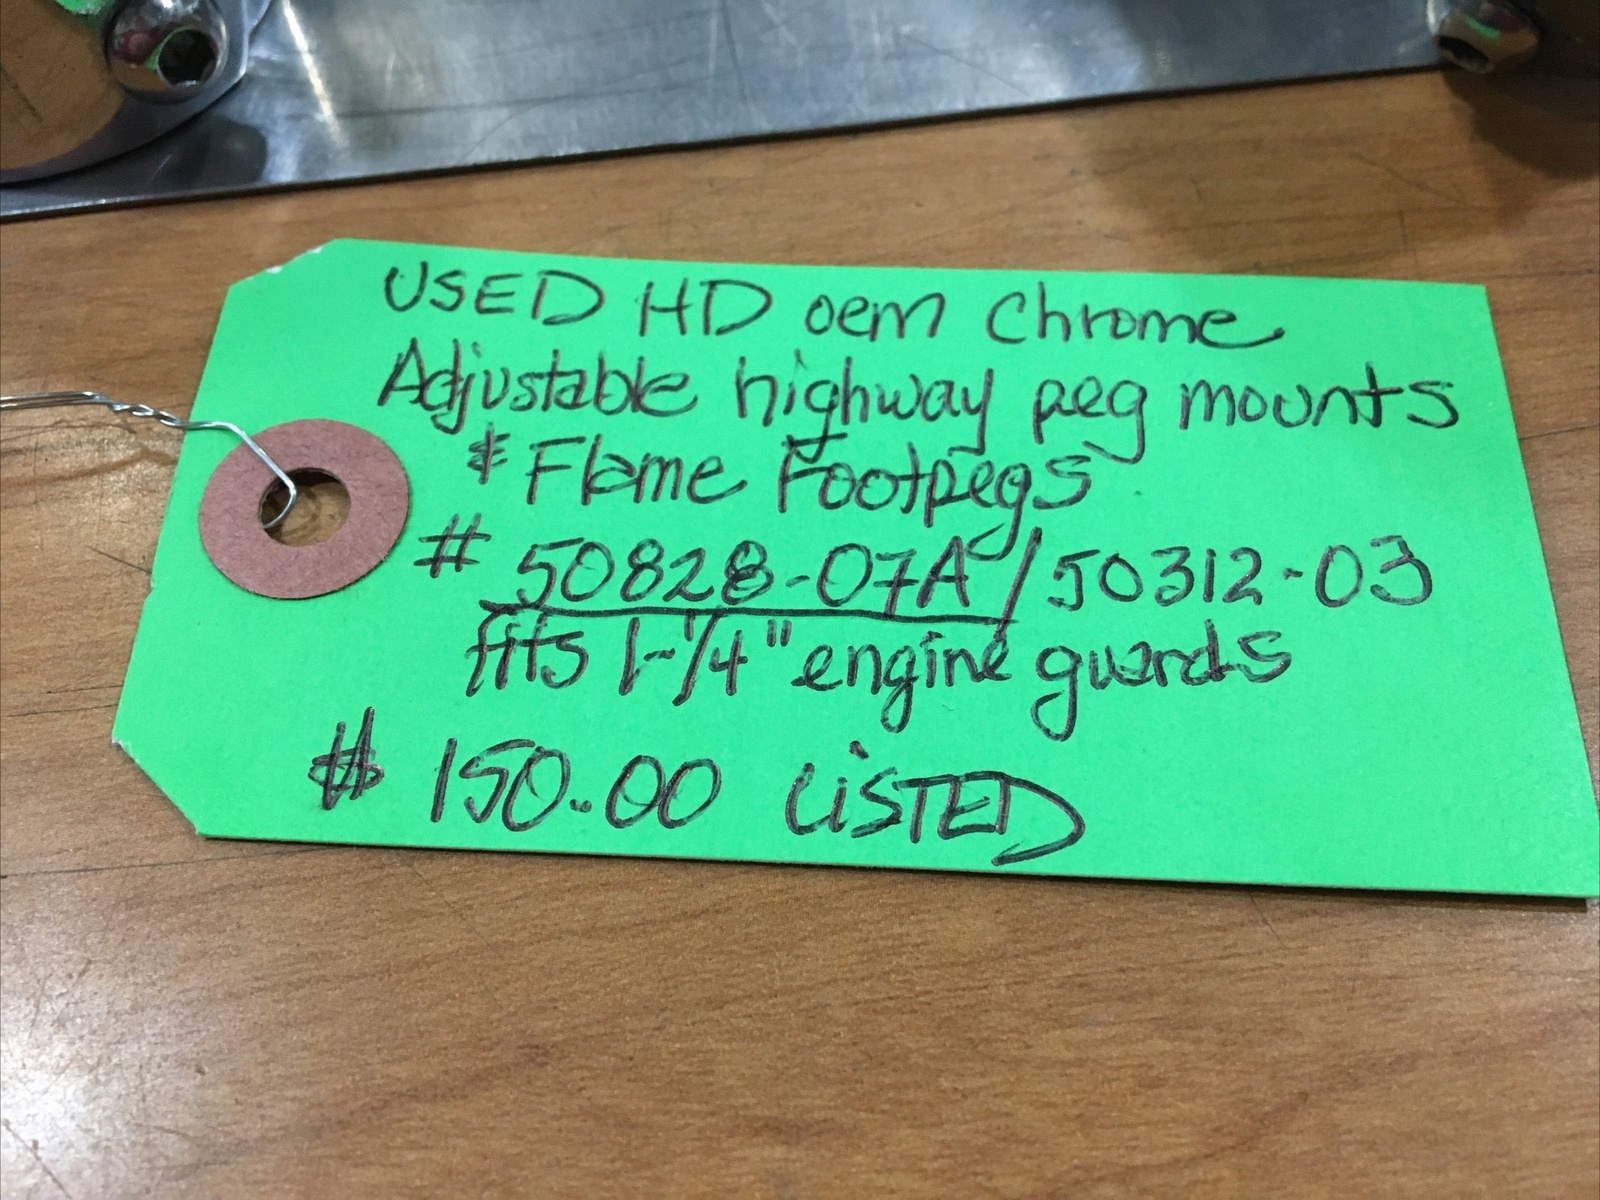 USED HD oem Chrome
Adjustable highway peg mounts
& Flame Footpegs
# 50828-07A / 50312-03
fits 1-1/4" engine guards
$ 150.00 LiSTED